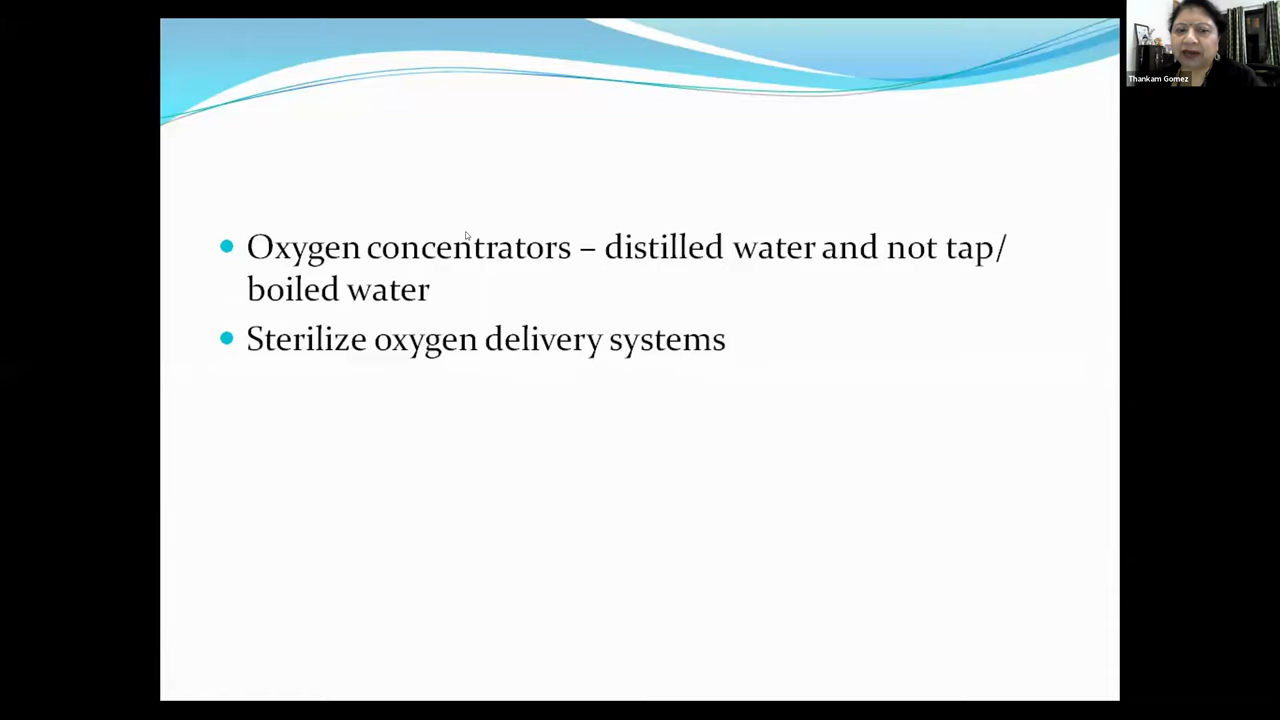 Thankam Gomez
Oxygen concentrators – distilled water and not tap/
boiled water
Sterilize oxygen delivery systems